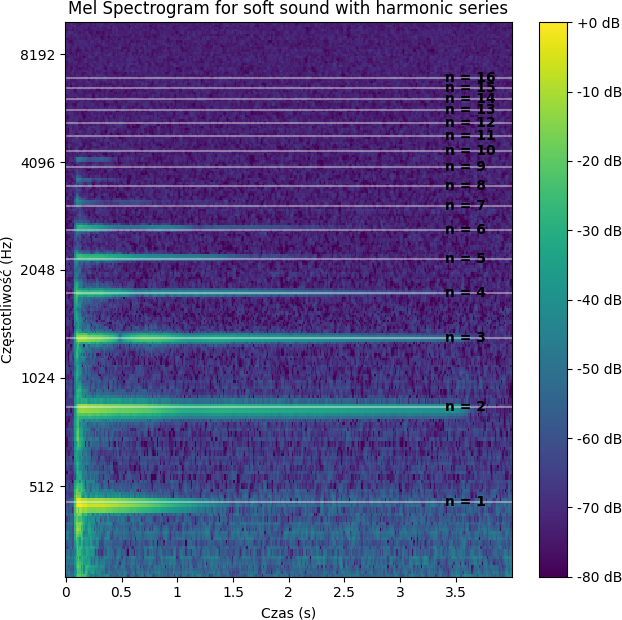 Mel Spectrogram for soft sound with harmonic series
Częstotliwość (Hz)
8192
4096
2048
1024
512
n = 16
n = 15
n = 14
n = 13
n = 12
n = 11
n = 10
n = 9
n = 8
n = 7
n = 6
n = 5
n = 4
n = 3
n = 2
n = 1
0 0.5 1 1.5 2 2.5 3 3.5
Czas (s)
+0 dB
-10 dB
-20 dB
-30 dB
-40 dB
-50 dB
-60 dB
-70 dB
-80 dB